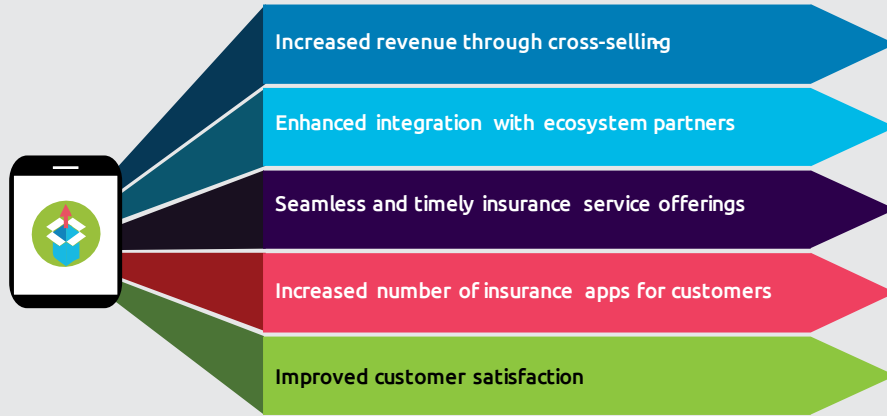 Increased revenue through cross-selling
Enhanced integration with ecosystem partners
Seamless and timely insurance service offerings
Increased number of insurance apps for customers
Improved customer satisfaction